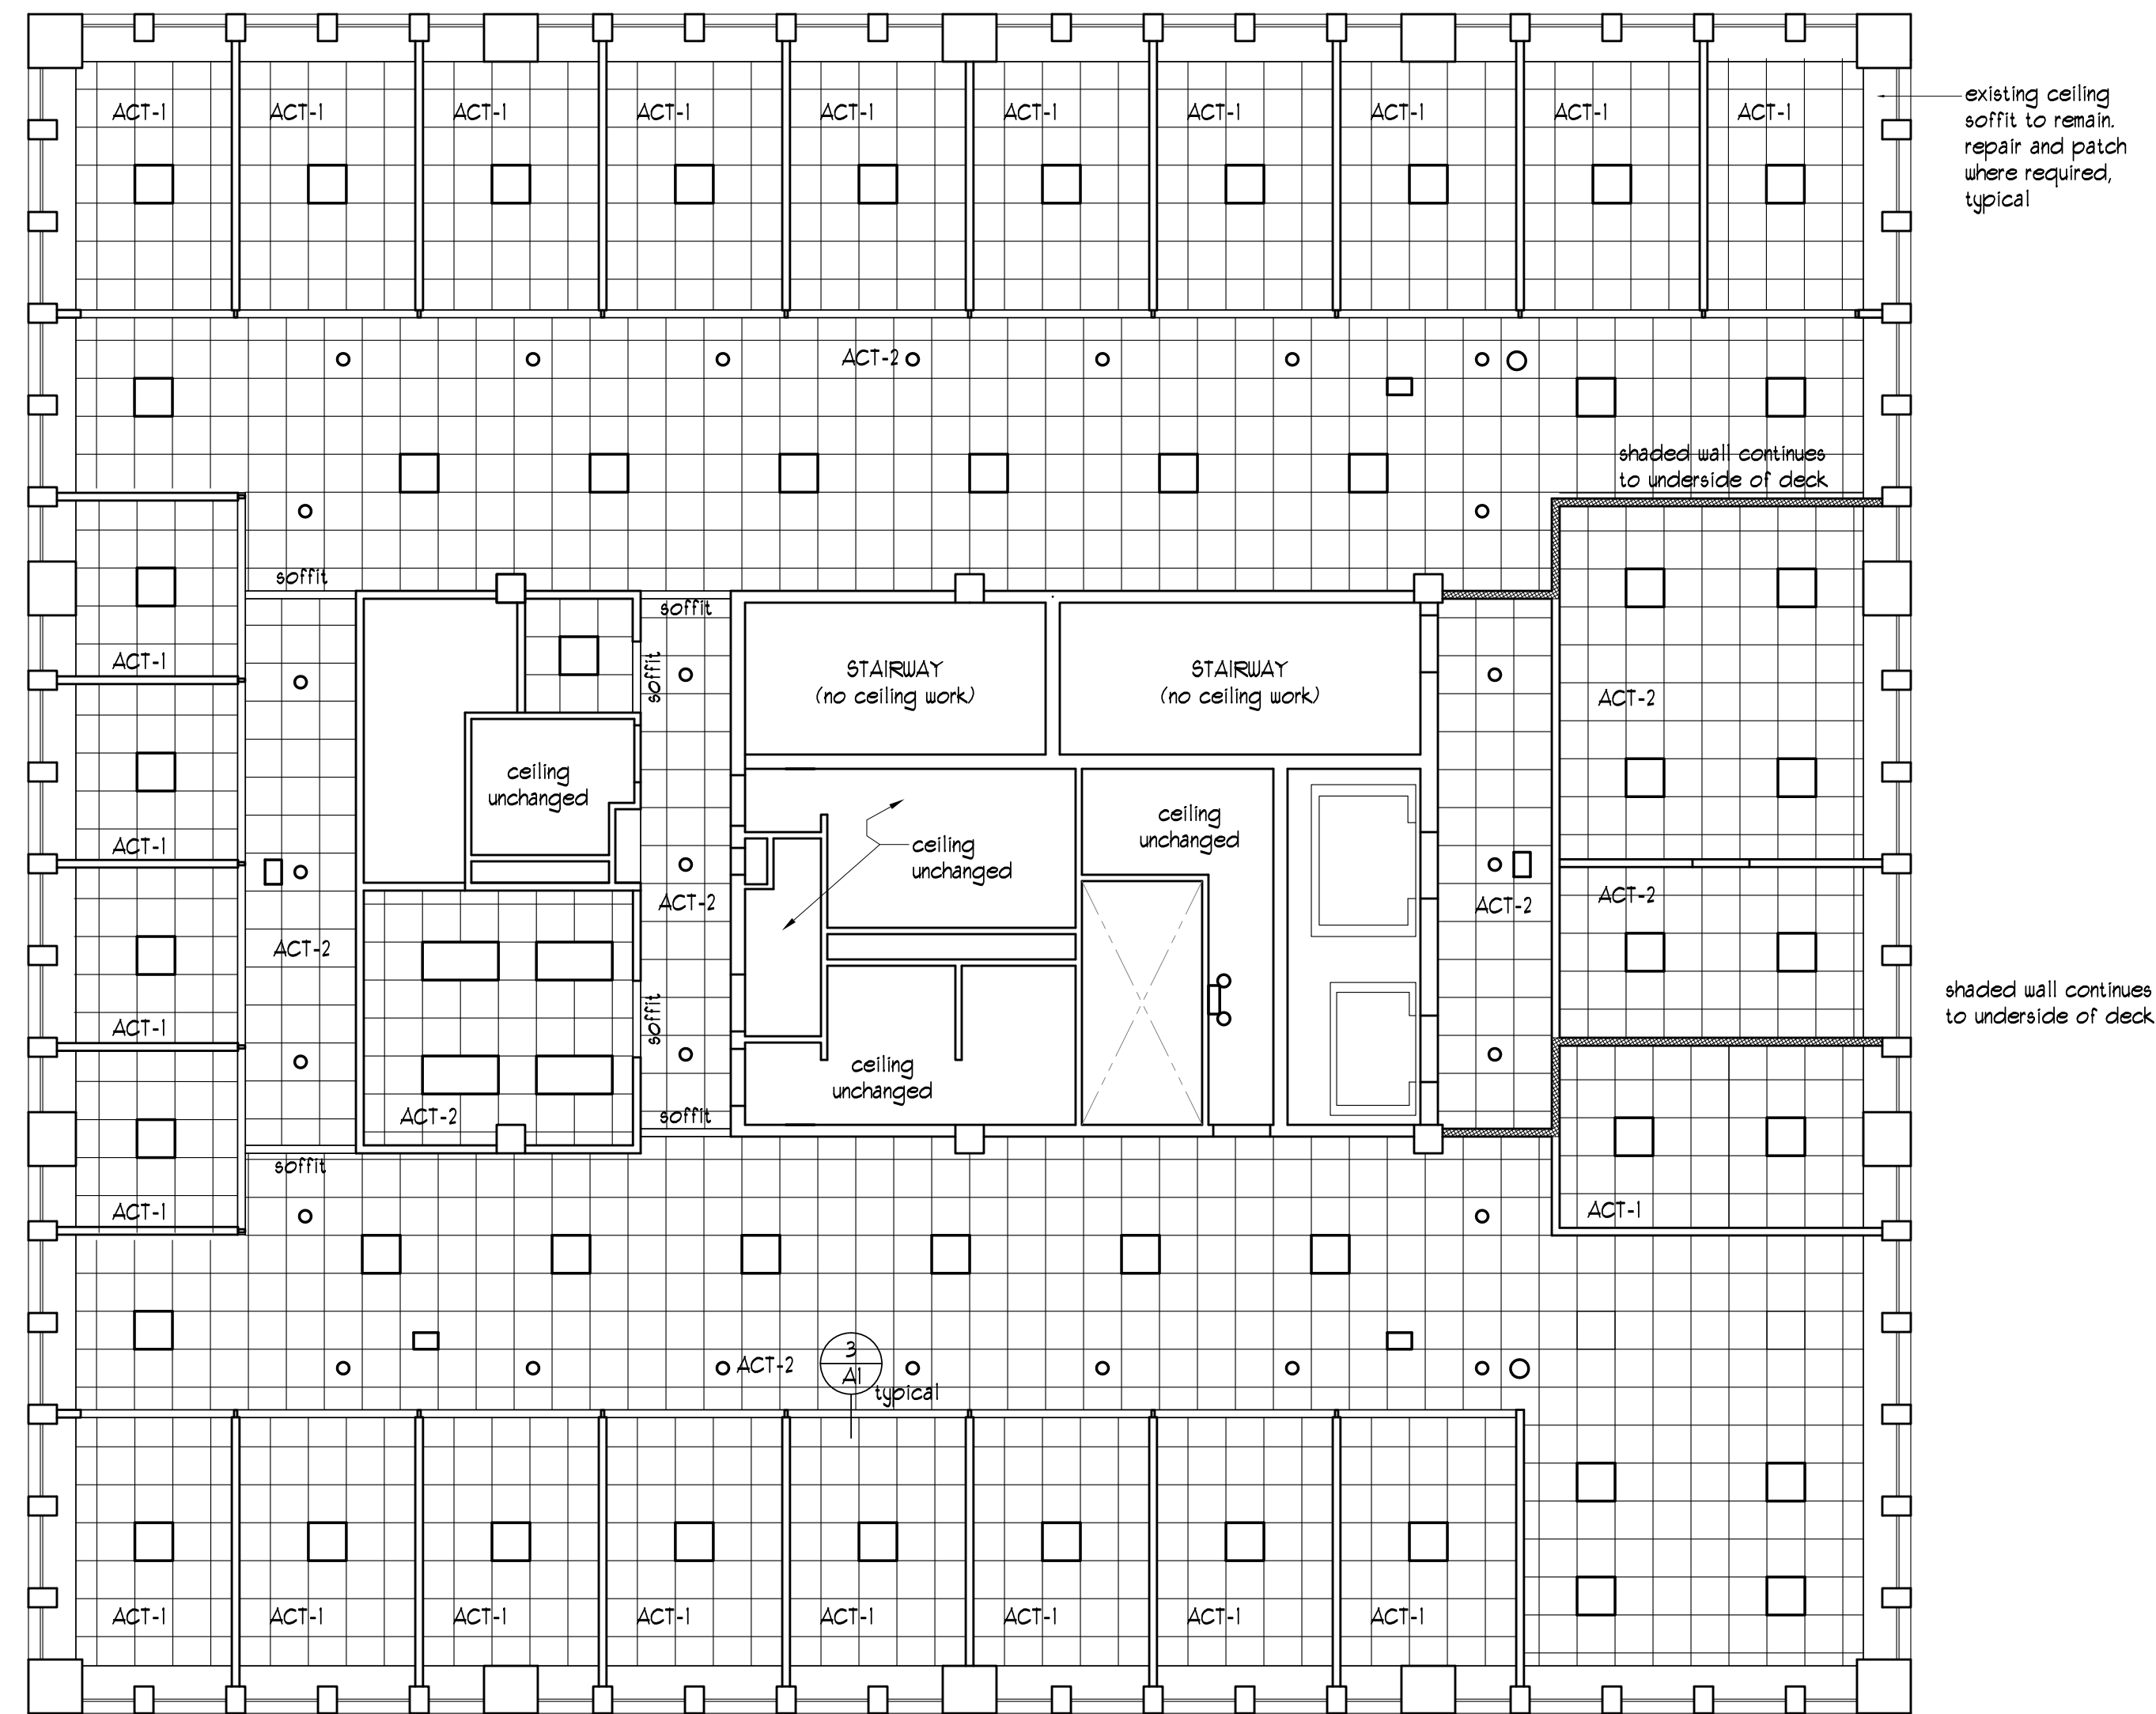 ACT-1 ACT-1 ACT-1 ACT-1 ACT-1 ACT-1 ACT-1 ACT-1 ACT-1 ACT-1
existing ceiling
soffit to remain.
repair and patch
where required,
typical
ACT-2
shaded wall continues
to underside of deck
soffit
soffit
soffit
STAIRWAY
(no ceiling work)
STAIRWAY
(no ceiling work)
ACT-1
ACT-2
ceiling
unchanged
ceiling
unchanged
ceiling
unchanged
ACT-1
ACT-2
ACT-2
ACT-2
ACT-2
soffit
shaded wall continues
to underside of deck
ACT-1
ceiling
unchanged
ACT-2
soffit
soffit
ACT-1
ACT-1
3
A1
ACT-2
typical
ACT-1 ACT-1 ACT-1 ACT-1 ACT-1 ACT-1 ACT-1 ACT-1